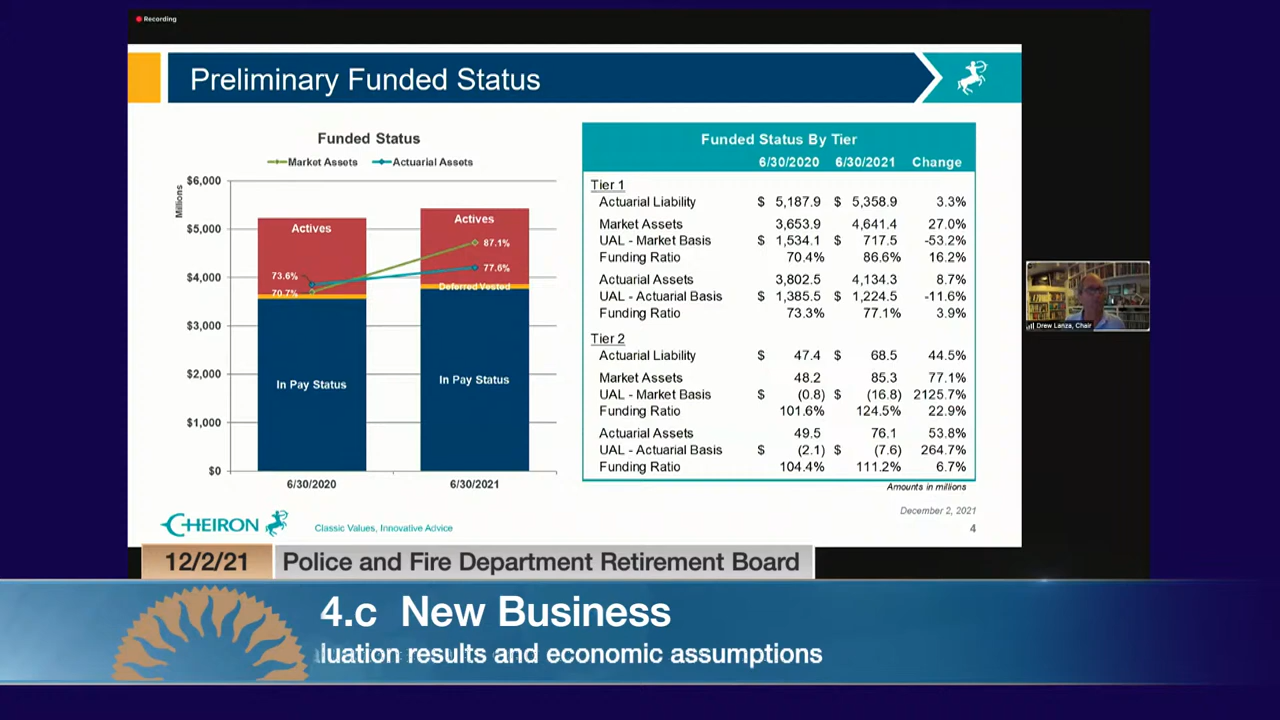 Recording
Preliminary Funded Status
Funded Status
Market Assets Actuarial Assets
Millions
$6,000
$5,000
$4,000
$3,000
$2,000
$1,000
$0
Actives
Actives
87.1%
77.6%
73.6%
70.7%
Deferred Vested
In Pay Status
In Pay Status
6/30/2020 6/30/2021
Funded Status By Tier
6/30/2020 6/30/2021 Change
Tier 1
Actuarial Liability $ 5,187.9 $ 5,358.9 3.3%
Market Assets 3,653.9 4,641.4 27.0%
UAL - Market Basis $ 1,534.1 $ 717.5 -53.2%
Funding Ratio 70.4% 86.6% 16.2%
Actuarial Assets 3,802.5 4,134.3 8.7%
UAL - Actuarial Basis $ 1,385.5 $ 1,224.5 -11.6%
Funding Ratio 73.3% 77.1% 3.9%
Tier 2
Actuarial Liability $ 47.4 $ 68.5 44.5%
Market Assets 48.2 85.3 77.1%
UAL - Market Basis $ (0.8) $ (16.8) 2125.7%
Funding Ratio 101.6% 124.5% 22.9%
Actuarial Assets 49.5 76.1 53.8%
UAL - Actuarial Basis $ (2.1) $ (7.6) 264.7%
Funding Ratio 104.4% 111.2% 6.7%
Amounts in millions
December 2, 2021
CHEIRON Classic Values, Innovative Advice
4
Drew Lanza, Chair
12/2/21 Police and Fire Department Retirement Board
4.c New Business
aluation results and economic assumptions